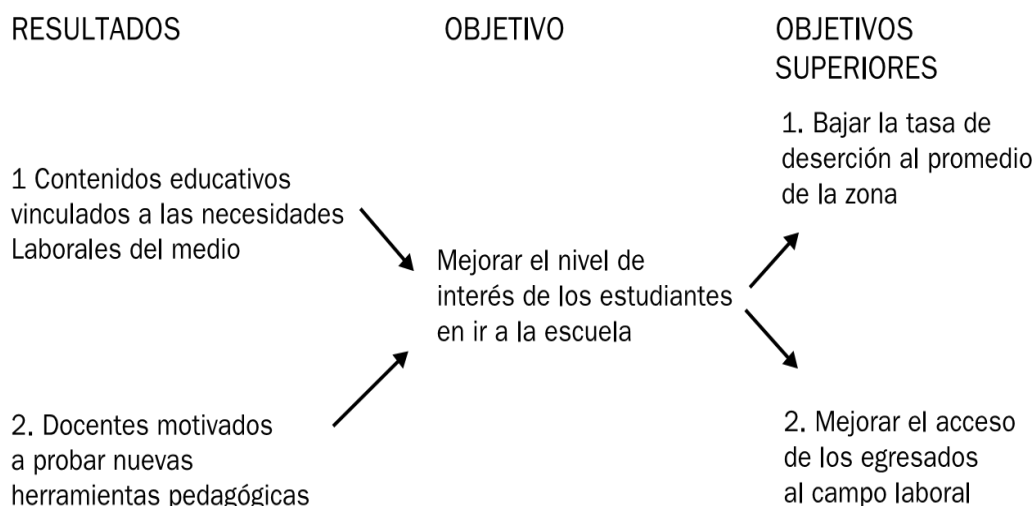 RESULTADOS
OBJETIVO
OBJETIVOS
SUPERIORES
1 Contenidos educativos
vinculados a las necesidades
Laborales del medio
2. Docentes motivados
a probar nuevas
herramientas pedagógicas
Mejorar el nivel de
interés de los estudiantes
en ir a la escuela
1. Bajar la tasa de
deserción al promedio
de la zona
2. Mejorar el acceso
de los egresados
al campo laboral